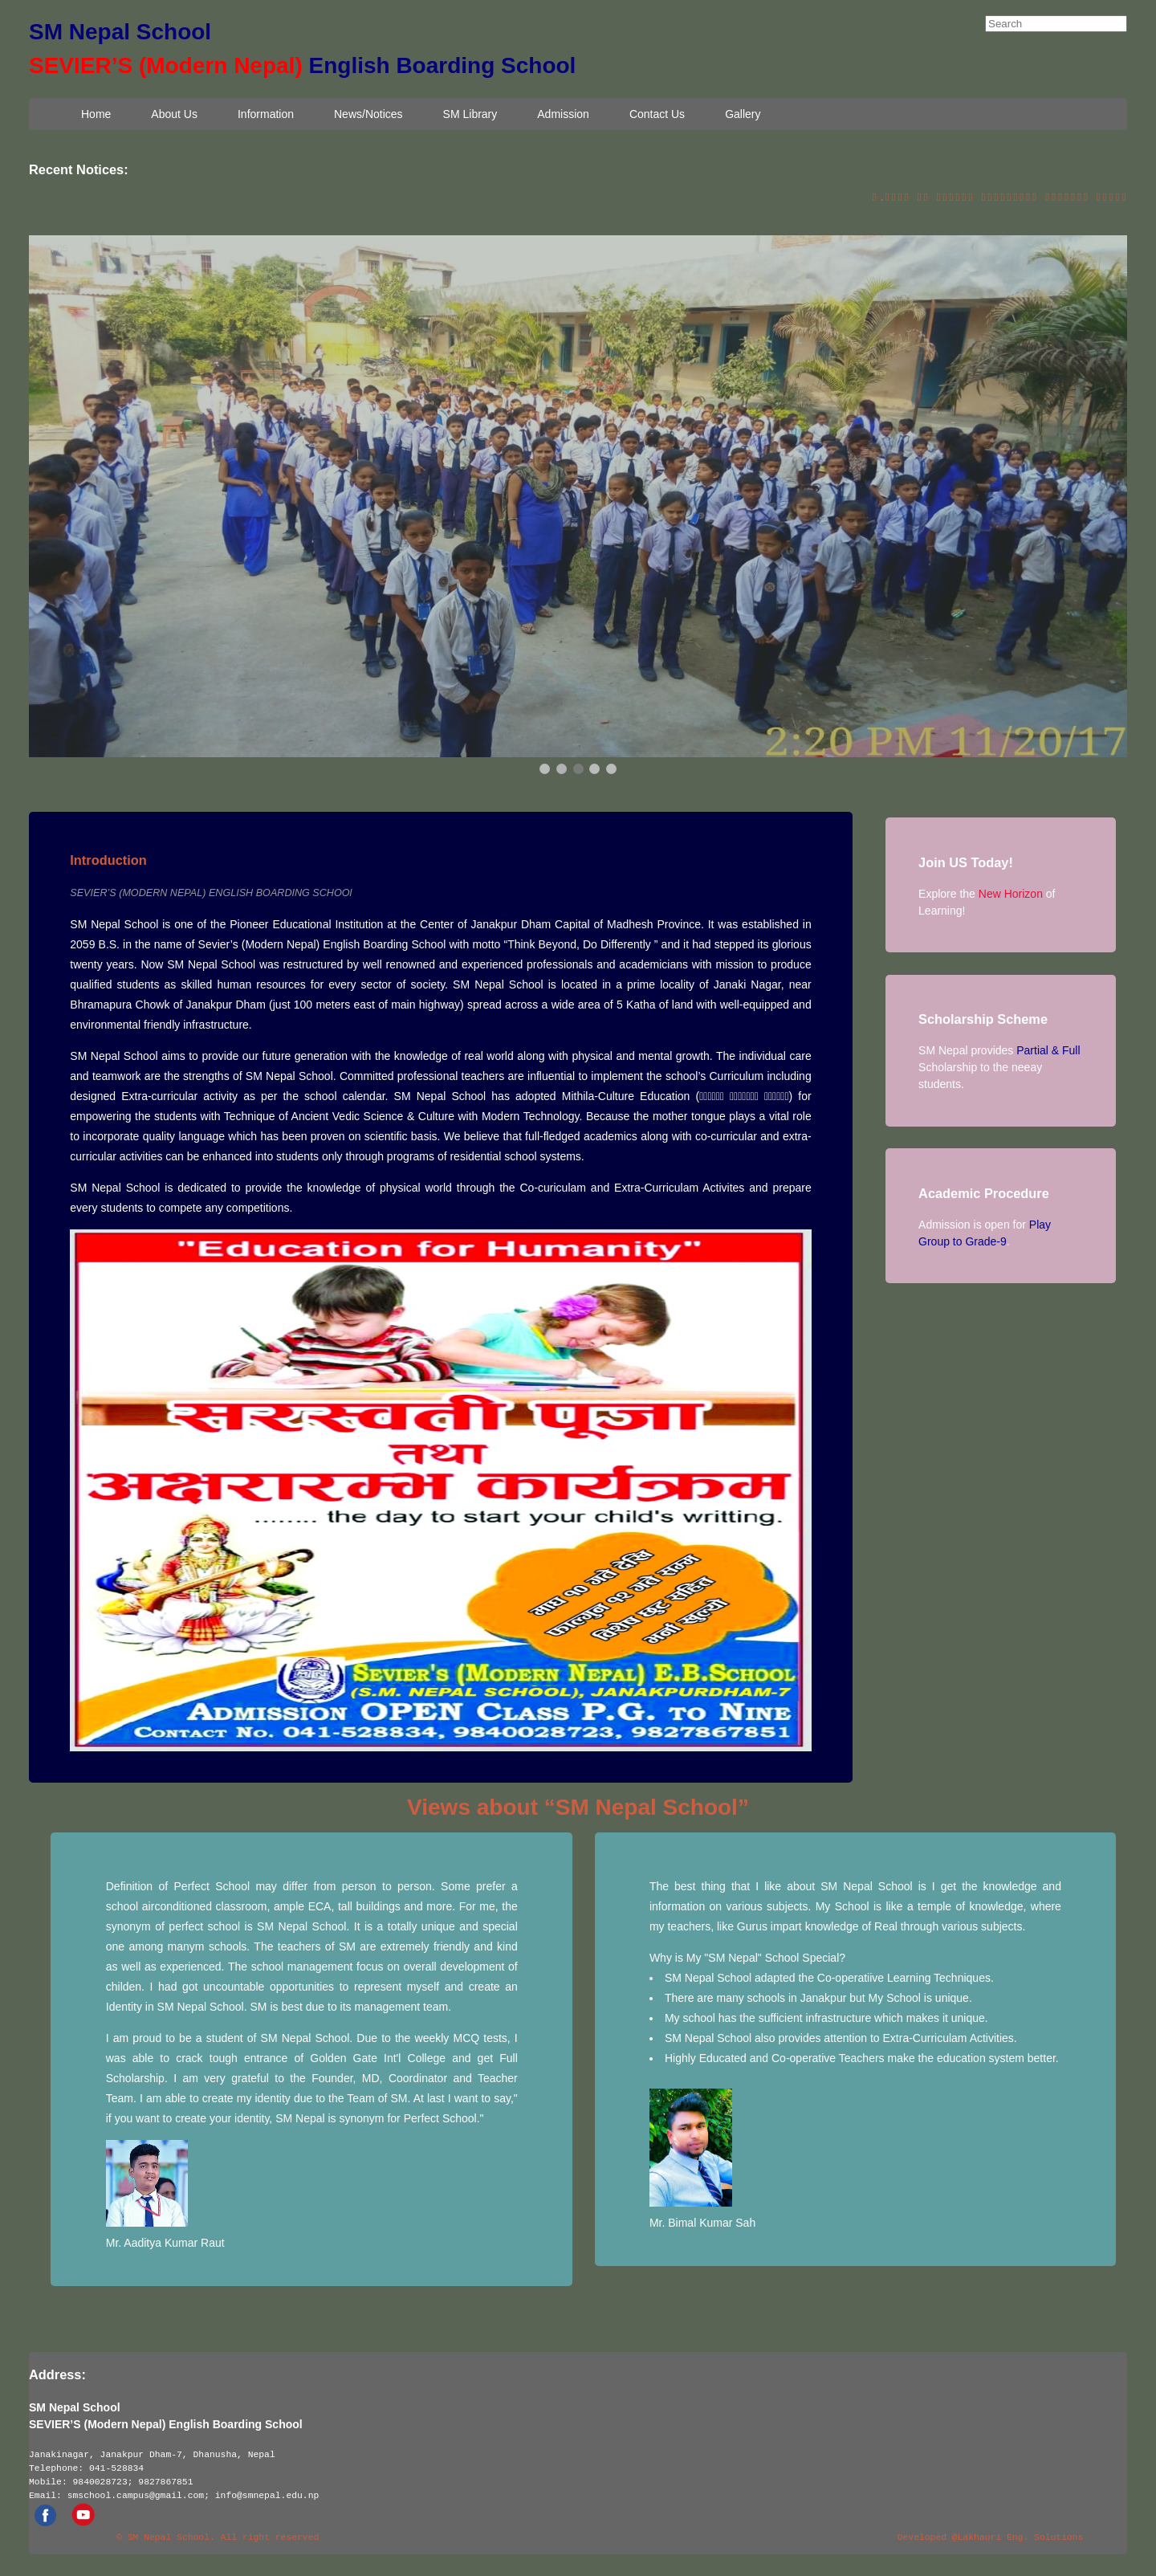 SM Nepal School
Search
SEVIER’S (Modern Nepal) English Boarding School
Home About Us Information News/Notices SM Library Admission Contact Us Gallery
Recent Notices:
2:20 PM 11/20/17
Introduction
SEVIER'S (MODERN NEPAL) ENGLISH BOARDING SCHOOl
SM Nepal School is one of the Pioneer Educational Institution at the Center of Janakpur Dham Capital of Madhesh Province. It was established in
2059 B.S. in the name of Sevier’s (Modern Nepal) English Boarding School with motto “Think Beyond, Do Differently ” and it had stepped its glorious
twenty years. Now SM Nepal School was restructured by well renowned and experienced professionals and academicians with mission to produce
qualified students as skilled human resources for every sector of society. SM Nepal School is located in a prime locality of Janaki Nagar, near
Bhramapura Chowk of Janakpur Dham (just 100 meters east of main highway) spread across a wide area of 5 Katha of land with well-equipped and
environmental friendly infrastructure.
SM Nepal School aims to provide our future generation with the knowledge of real world along with physical and mental growth. The individual care
and teamwork are the strengths of SM Nepal School. Committed professional teachers are influential to implement the school’s Curriculum including
designed Extra-curricular activity as per the school calendar. SM Nepal School has adopted Mithila-Culture Education ( ) for
empowering the students with Technique of Ancient Vedic Science & Culture with Modern Technology. Because the mother tongue plays a vital role
to incorporate quality language which has been proven on scientific basis. We believe that full-fledged academics along with co-curricular and extra-
curricular activities can be enhanced into students only through programs of residential school systems.
SM Nepal School is dedicated to provide the knowledge of physical world through the Co-curiculam and Extra-Curriculam Activites and prepare
every students to compete any competitions.
"Education for Humanity"
सरस्वती पूजा
तथा
अक्षरारम्भ कार्यक्रम
........ the day to start your child's writting.
माघ १० गते देखि
फाल्गुन १२ गते सम्म
विशेष छुट सहित
भर्ना खुल्यो
SEVIER'S (MODERN NEPAL) E.B.SCHOOL
(S.M. NEPAL SCHOOL), JANAKPURDHAM-7
ADMISSION OPEN CLASS P.G. TO NINE
CONTACT NO. 041-528834, 9840028723, 9827867851
Join US Today!
Explore the New Horizon of
Learning!
Scholarship Scheme
SM Nepal provides Partial & Full
Scholarship to the neeay
students.
Academic Procedure
Admission is open for Play
Group to Grade-9
Views about “SM Nepal School”
Definition of Perfect School may differ from person to person. Some prefer a
school airconditioned classroom, ample ECA, tall buildings and more. For me, the
synonym of perfect school is SM Nepal School. It is a totally unique and special
one among manym schools. The teachers of SM are extremely friendly and kind
as well as experienced. The school management focus on overall development of
childen. I had got uncountable opportunities to represent myself and create an
Identity in SM Nepal School. SM is best due to its management team.
I am proud to be a student of SM Nepal School. Due to the weekly MCQ tests, I
was able to crack tough entrance of Golden Gate Int'l College and get Full
Scholarship. I am very grateful to the Founder, MD, Coordinator and Teacher
Team. I am able to create my identity due to the Team of SM. At last I want to say,"
if you want to create your identity, SM Nepal is synonym for Perfect School."
Mr. Aaditya Kumar Raut
The best thing that I like about SM Nepal School is I get the knowledge and
information on various subjects. My School is like a temple of knowledge, where
my teachers, like Gurus impart knowledge of Real through various subjects.
Why is My "SM Nepal" School Special?
• SM Nepal School adapted the Co-operatiive Learning Techniques.
• There are many schools in Janakpur but My School is unique.
• My school has the sufficient infrastructure which makes it unique.
• SM Nepal School also provides attention to Extra-Curriculam Activities.
• Highly Educated and Co-operative Teachers make the education system better.
Mr. Bimal Kumar Sah
Address:
SM Nepal School
SEVIER’S (Modern Nepal) English Boarding School
Janakinagar, Janakpur Dham-7, Dhanusha, Nepal
Telephone: 041-528834
Mobile: 9840028723; 9827867851
Email: smschool.campus@gmail.com; info@smnepal.edu.np
© SM Nepal School. All right reserved Developed @Lakhauri Eng. Solutions